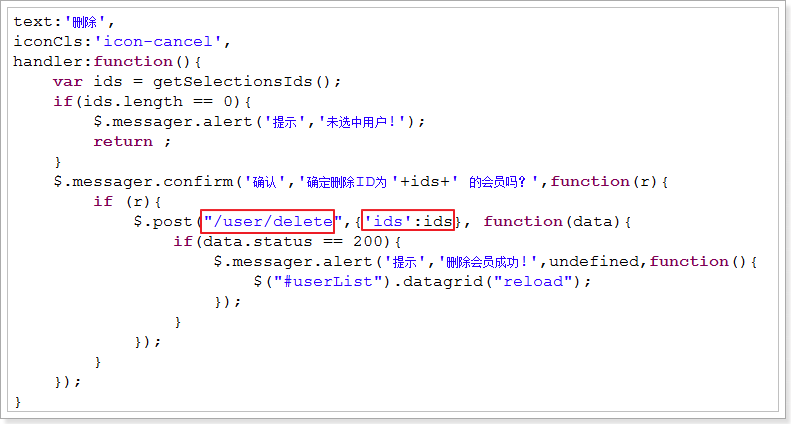 text:'删除',
iconCls:'icon-cancel',
handler:function(){
    var ids = getSelectionsIds();
    if(ids.length == 0){
        $.messager.alert('提示','未选中用户!');
        return ;
    }
    $.messager.confirm('确认','确定删除ID为 '+ids+' 的会员吗？',function(r){
        if (r){
            $.post("/user/delete",{'ids':ids}, function(data){
                if(data.status == 200){
                    $.messager.alert('提示','删除会员成功!',undefined,function(){
                        $("#userList").datagrid("reload");
                    });
                }
            });
        }
    });
}